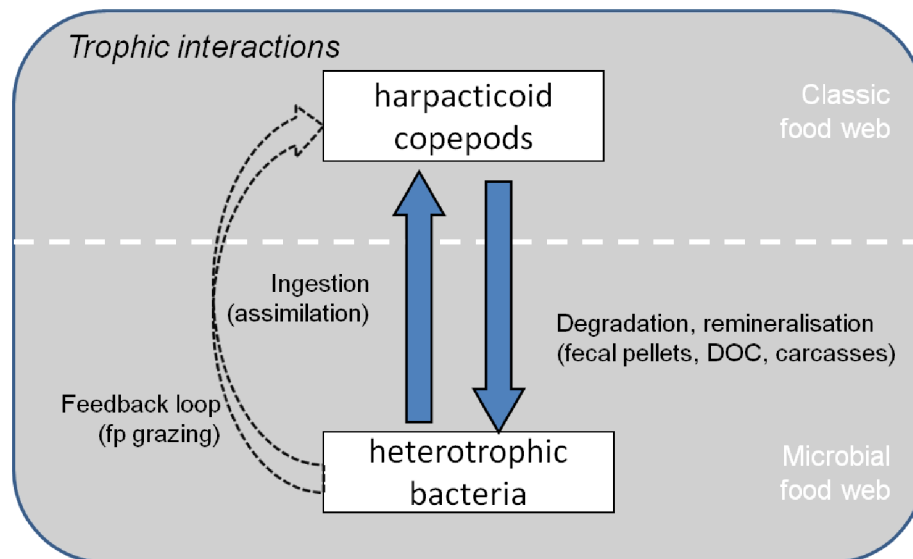 Trophic interactions
harpacticoid
copepods
Classic
food web
Ingestion
(assimilation)
Degradation, remineralisation
(fecal pellets, DOC, carcasses)
Feedback loop
(fp grazing)
heterotrophic
bacteria
Microbial
food web